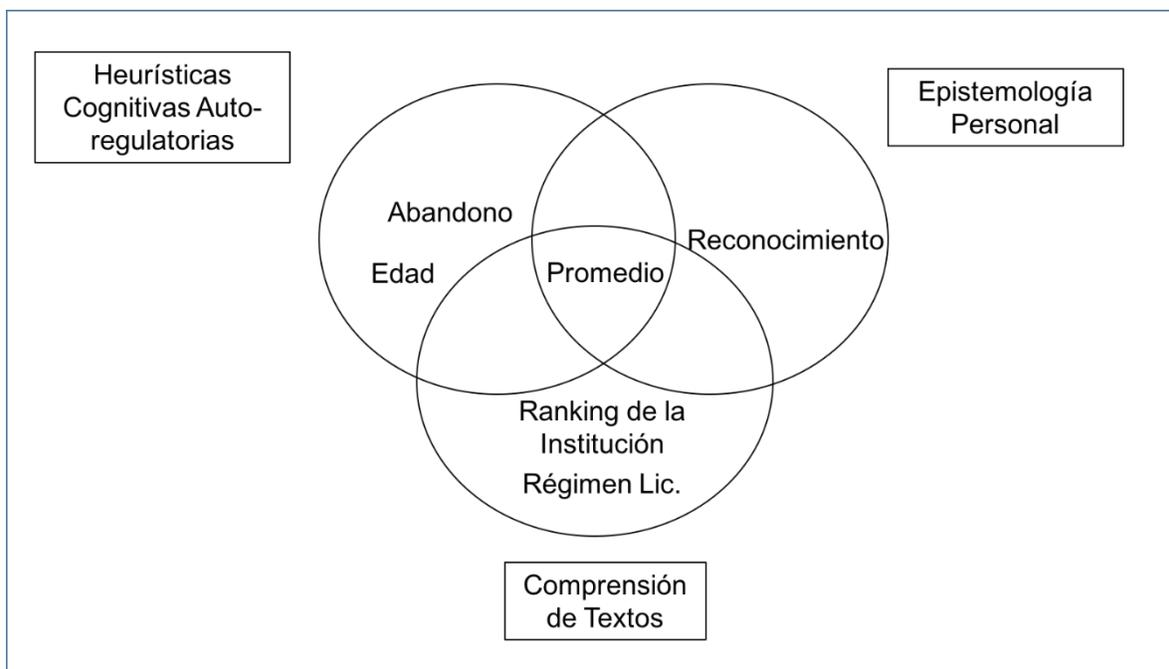 Heurísticas
Cognitivas Auto-
regulatorias
Epistemología
Personal
Abandono
Reconocimiento
Edad
Promedio
Ranking de la
Institución
Régimen Lic.
Comprensión
de Textos